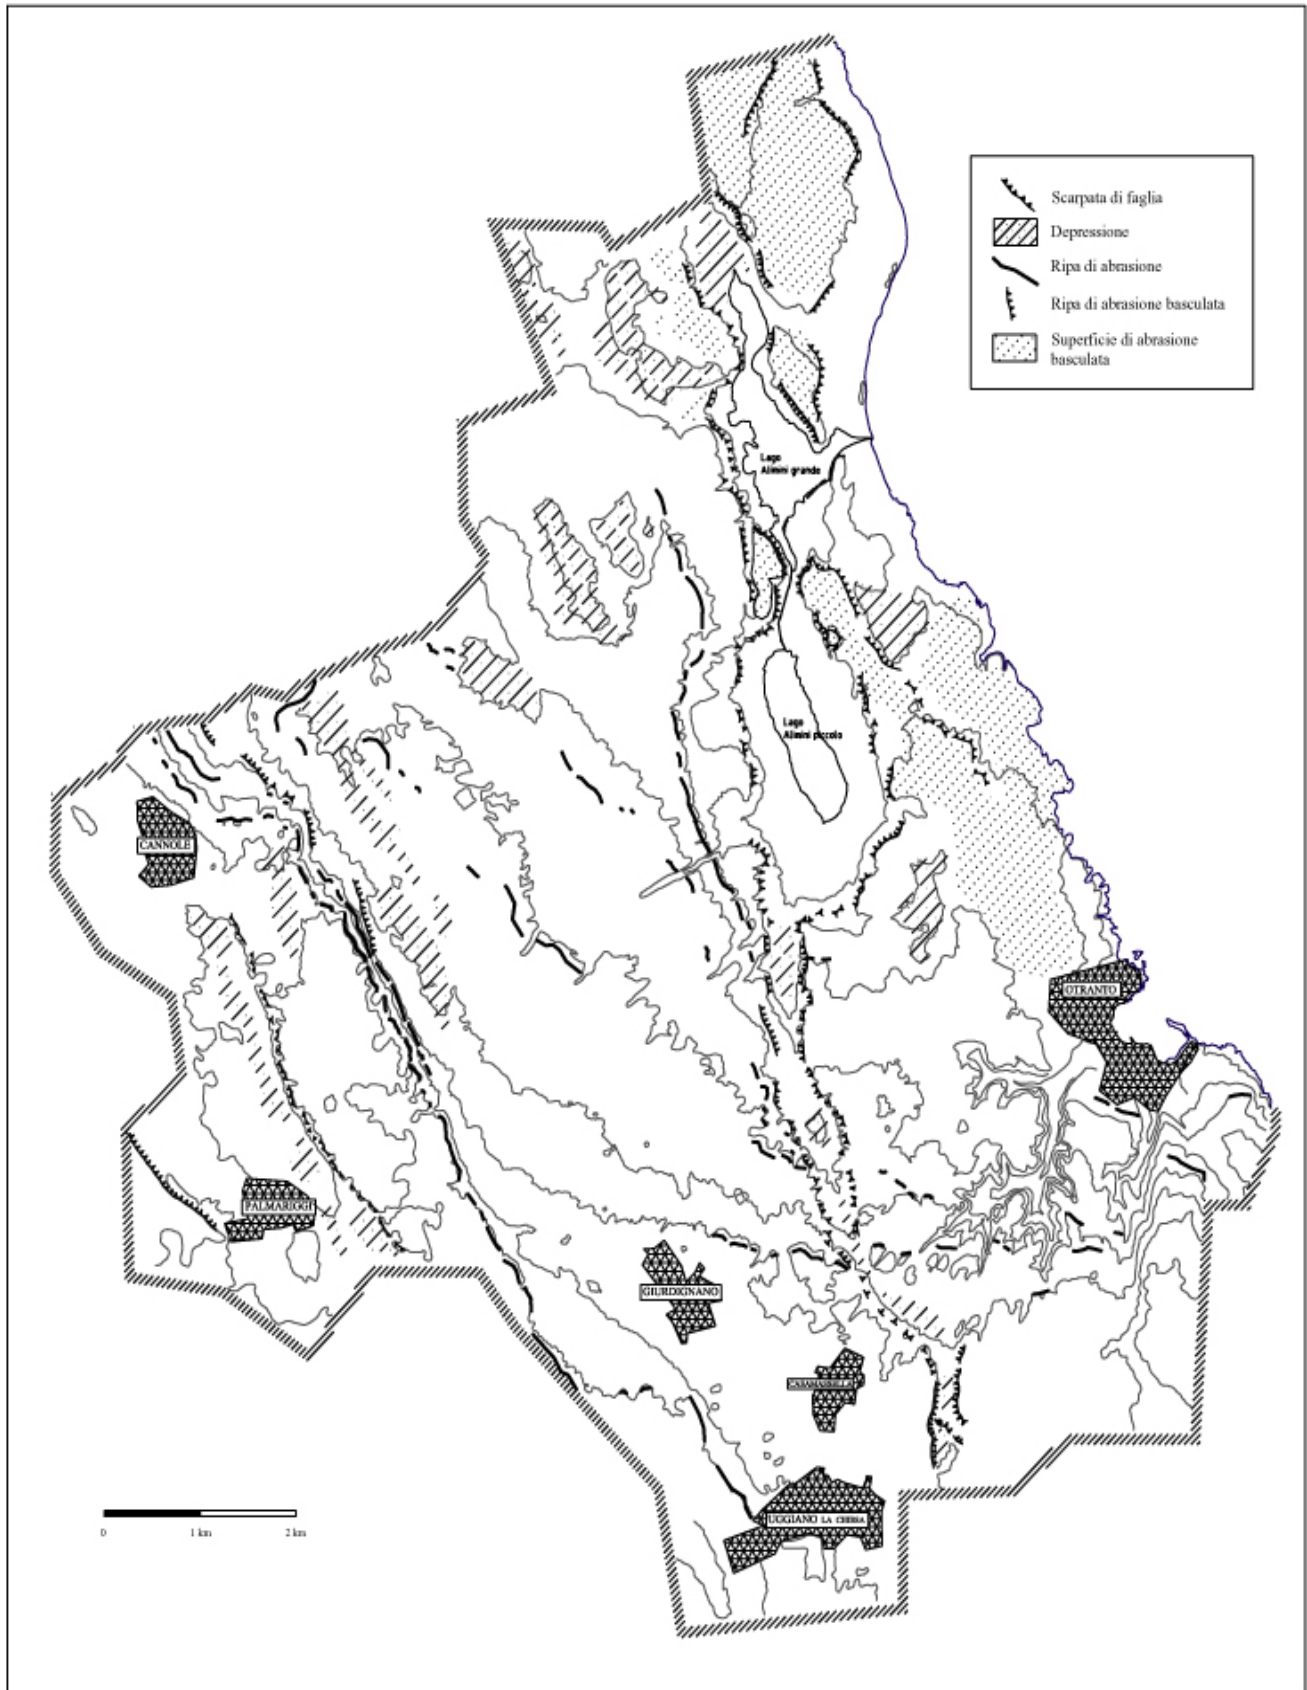 Scarpata di faglia
Depressione
Ripa di abrasione
Ripa di abrasione basculata
Superficie di abrasione
basculata
Lago
Alimini grande
Lago
Alimini piccolo
CANNOLE
OTRANTO
PALMARIGGI
GIURDIGNANO
CASAMASSELLA
UGGIANO LA CHIESA
0
1 km
2 km